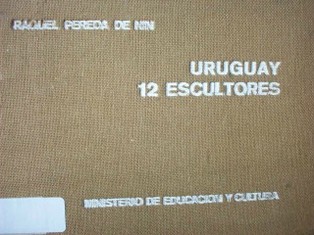 RAQUEL PEREDA DE NIN
URUGUAY
12 ESCULTORES
MINISTERIO DE EDUCACION Y CULTURA